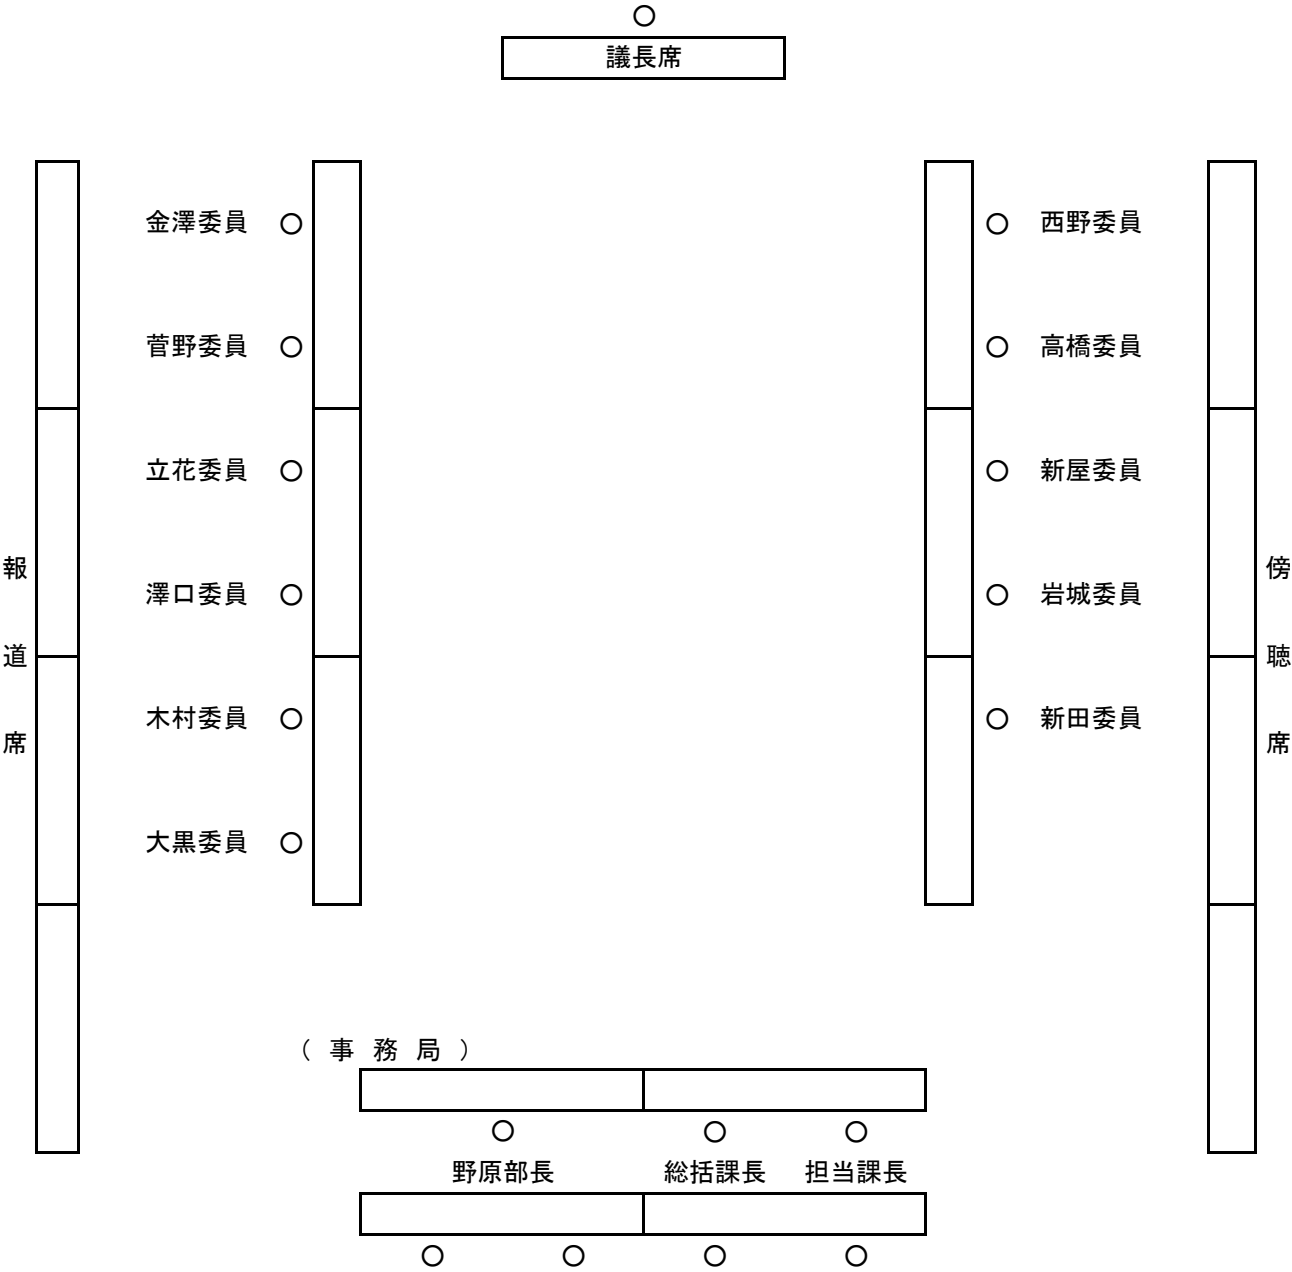 ○
議長席
金澤委員 ○
○ 西野委員
菅野委員 ○
○ 高橋委員
立花委員 ○
○ 新屋委員
澤口委員 ○
○ 岩城委員
木村委員 ○
○ 新田委員
大黒委員 ○
報道席
傍聴席
（事務局）
○ ○ ○
野原部長 総括課長 担当課長
○ ○ ○ ○